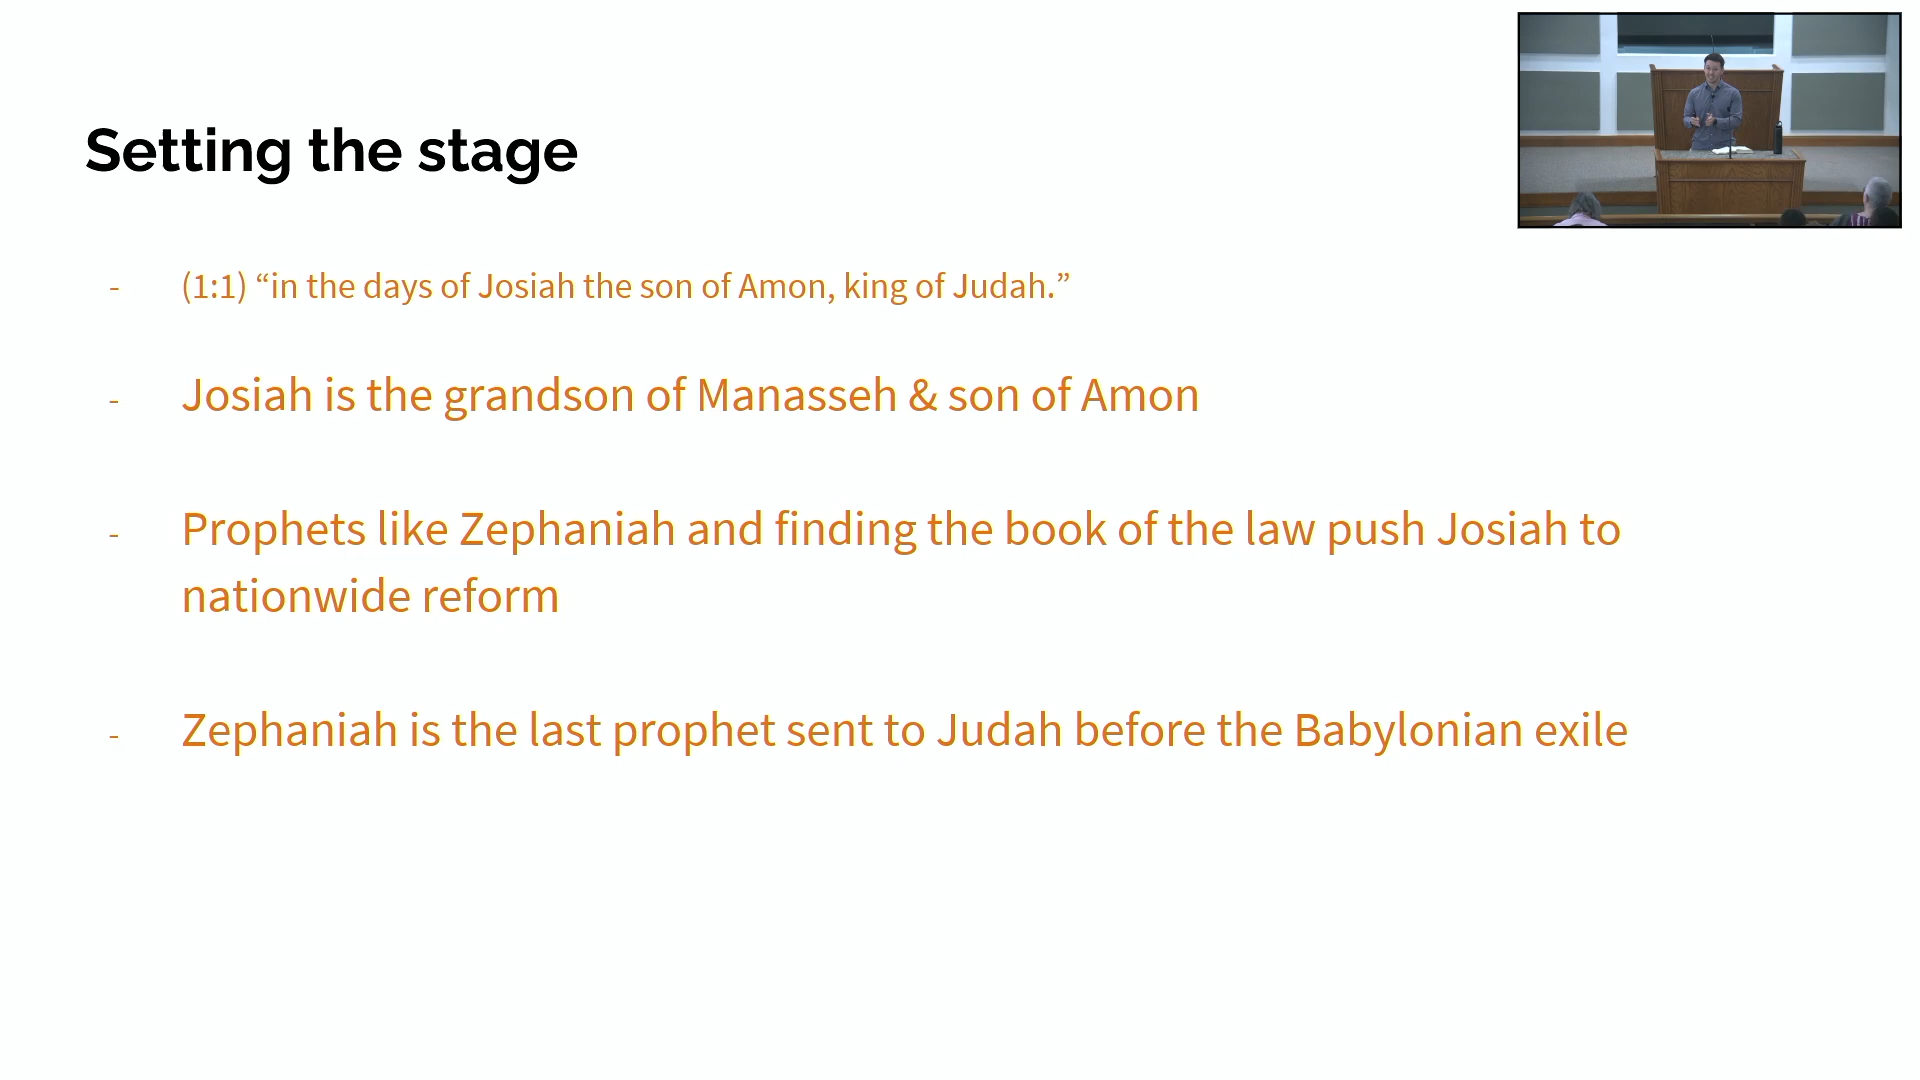 Setting the stage
- (1:1) “in the days of Josiah the son of Amon, king of Judah.”
- Josiah is the grandson of Manasseh & son of Amon
- Prophets like Zephaniah and finding the book of the law push Josiah to
nationwide reform
- Zephaniah is the last prophet sent to Judah before the Babylonian exile